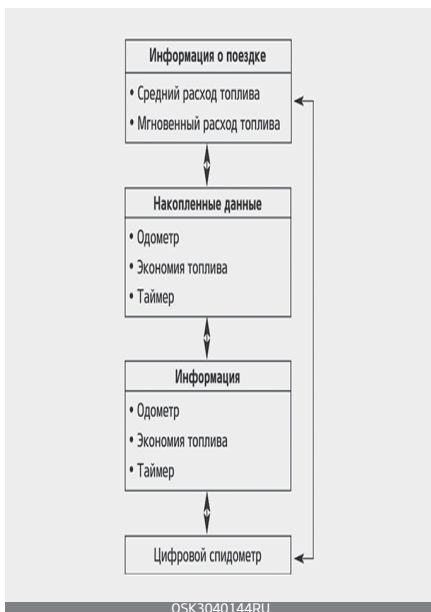 Информация о поездке
• Средний расход топлива
• Мгновенный расход топлива
Накопленные данные
• Одометр
• Экономия топлива
• Таймер
Информация
• Одометр
• Экономия топлива
• Таймер
Цифровой спидометр
OSK3040144RU